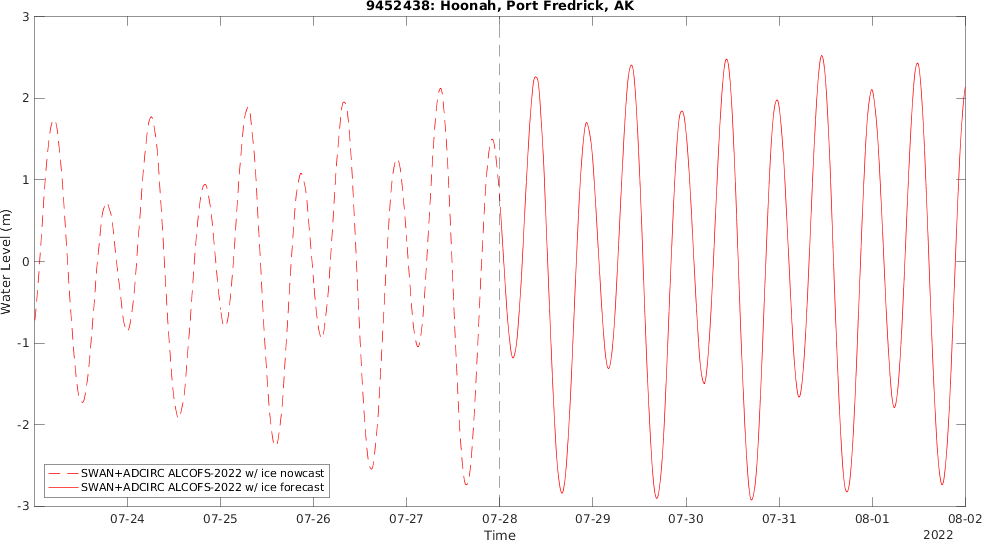 9452438: Hoonah, Port Fredrick, AK
3
2
1
0
-1
-2
-3
Water Level (m)
SWAN+ADCIRC ALCOFS-2022 w/ ice nowcast
SWAN+ADCIRC ALCOFS-2022 w/ ice forecast
07-24 07-25 07-26 07-27 07-28 07-29 07-30 07-31 08-01 08-02
Time
2022